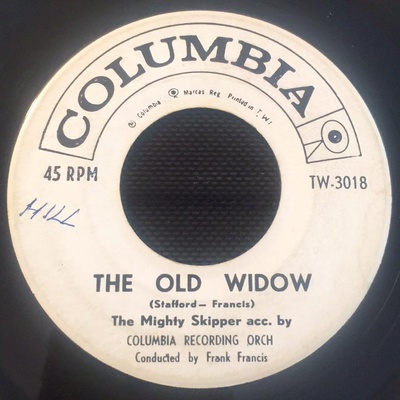 COLUMBIA
© Columbia ® Marcas Reg Printed in T W I
45 RPM
TW-3018
HILL
THE OLD WIDOW
(Stafford— Francis)
The Mighty Skipper acc. by
COLUMBIA RECORDING ORCH
Conducted by Frank Francis